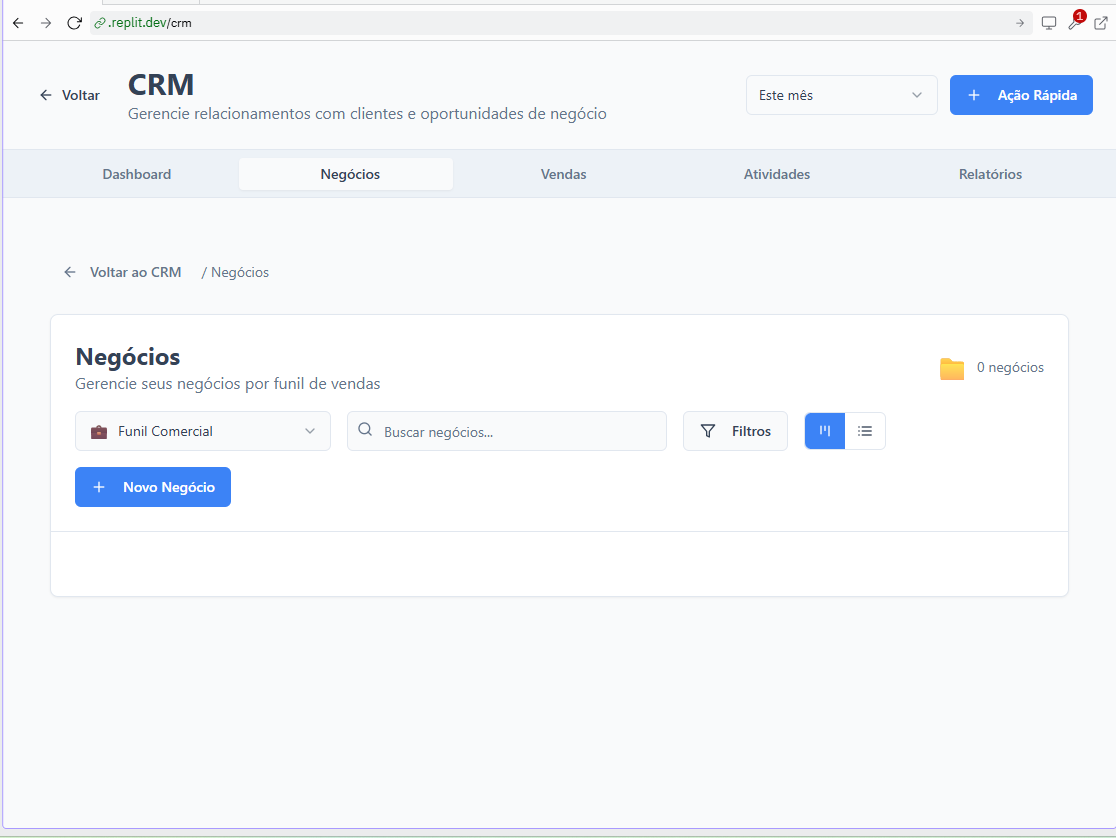 .replit.dev/crm
1
Voltar
CRM
Gerencie relacionamentos com clientes e oportunidades de negócio
Este mês
Ação Rápida
Dashboard
Negócios
Vendas
Atividades
Relatórios
Voltar ao CRM
/ Negócios
Negócios
Gerencie seus negócios por funil de vendas
0 negócios
Funil Comercial
Buscar negócios...
Filtros
Novo Negócio